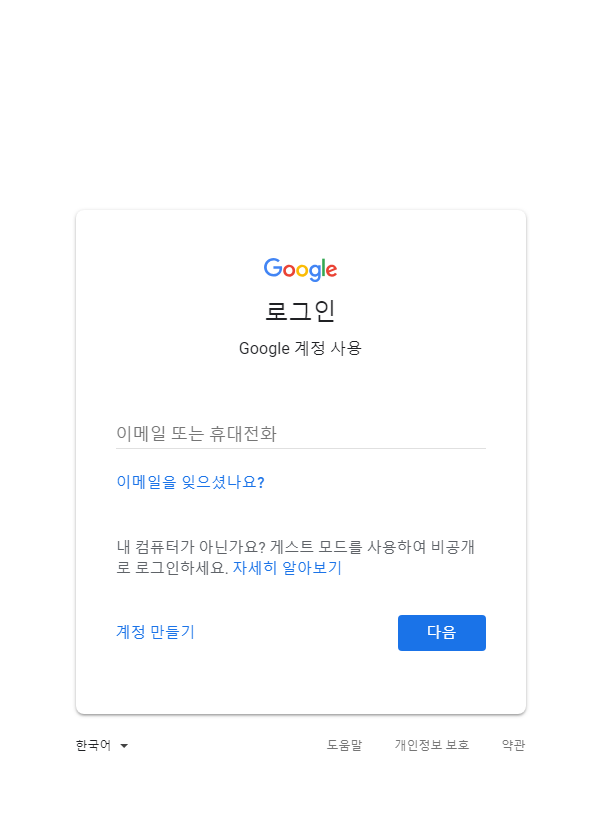 Google
로그인
Google 계정 사용
이메일 또는 휴대전화
이메일을 잊으셨나요?
내 컴퓨터가 아닌가요? 게스트 모드를 사용하여 비공개
로 로그인하세요. 자세히 알아보기
계정 만들기 다음
한국어 도움말 개인정보 보호 약관